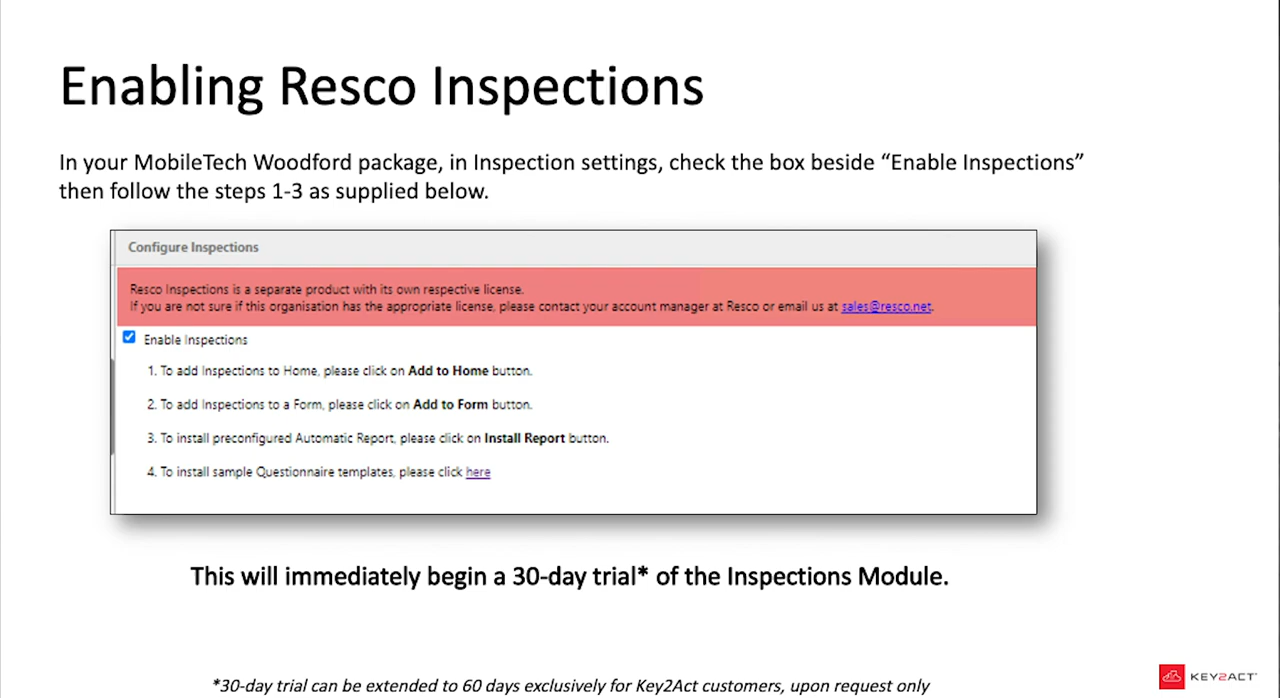 Enabling Resco Inspections
In your MobileTech Woodford package, in Inspection settings, check the box beside “Enable Inspections”
then follow the steps 1-3 as supplied below.
Configure Inspections
Resco Inspections is a separate product with its own respective license.
If you are not sure if this organisation has the appropriate license, please contact your account manager at Resco or email us at sales@resco.net.
Enable Inspections
1. To add Inspections to Home, please click on Add to Home button.
2. To add Inspections to a Form, please click on Add to Form button.
3. To install preconfigured Automatic Report, please click on Install Report button.
4. To install sample Questionnaire templates, please click here
This will immediately begin a 30-day trial* of the Inspections Module.
KEY2ACT
*30-day trial can be extended to 60 days exclusively for Key2Act customers, upon request only